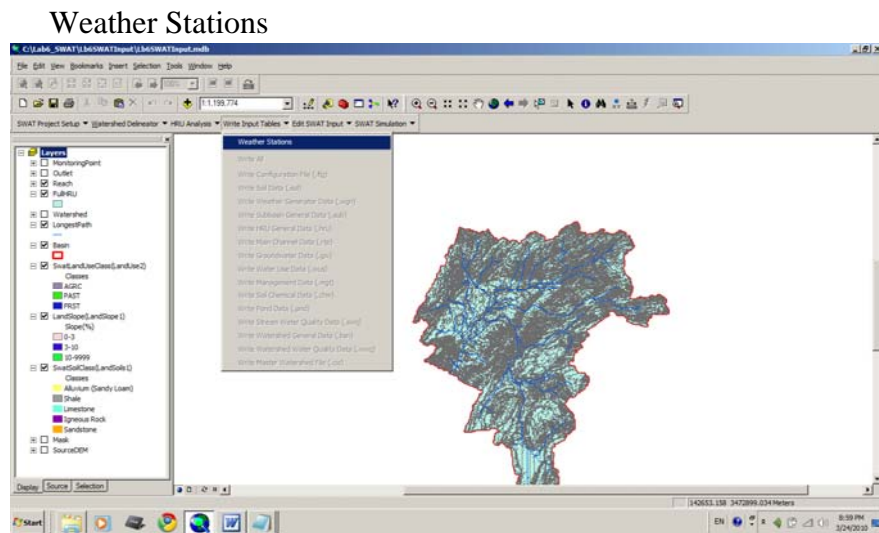 Weather Stations
C:\Lab6_SWAT\Lb6SWATInput\Lb6SWATInput.mdb
File Edit View Bookmarks Insert Selection Tools Window Help
1:1,199,774
SWAT Project Setup Watershed Delineator HRU Analysis Write Input Tables Edit SWAT Input SWAT Simulation
Weather Stations
Write All
Write Configuration File (.fig)
Write Soil Data (.sol)
Write Weather Generator Data (.wgn)
Write Subbasin General Data (.sub)
Write HRU General Data (.hru)
Write Main Channel Data (.rte)
Write Groundwater Data (.gw)
Write Water Use Data (.wus)
Write Management Data (.mgt)
Write Soil Chemical Data (.chm)
Write Pond Data (.pnd)
Write Stream Water Quality Data (.swq)
Write Watershed General Data (.bsn)
Write Watershed Water Quality Data (.wwq)
Write Master Watershed File (.cio)
Layers
MonitoringPoint
Outlet
Reach
FullHRU
Watershed
LongestPath
Basin
SwatLandUseClass(LandUse2)
Classes
AGRC
PAST
FRST
LandSlope(LandSlope1)
Slope(%)
0-3
3-10
10-9999
SwatSoilClass(LandSoils1)
Classes
Alluvium (Sandy Loam)
Shale
Limestone
Igneous Rock
Sandstone
Mask
SourceDEM
Display Source Selection
142653.158 3472899.034 Meters
Start
EN
8:59 PM
3/24/2010